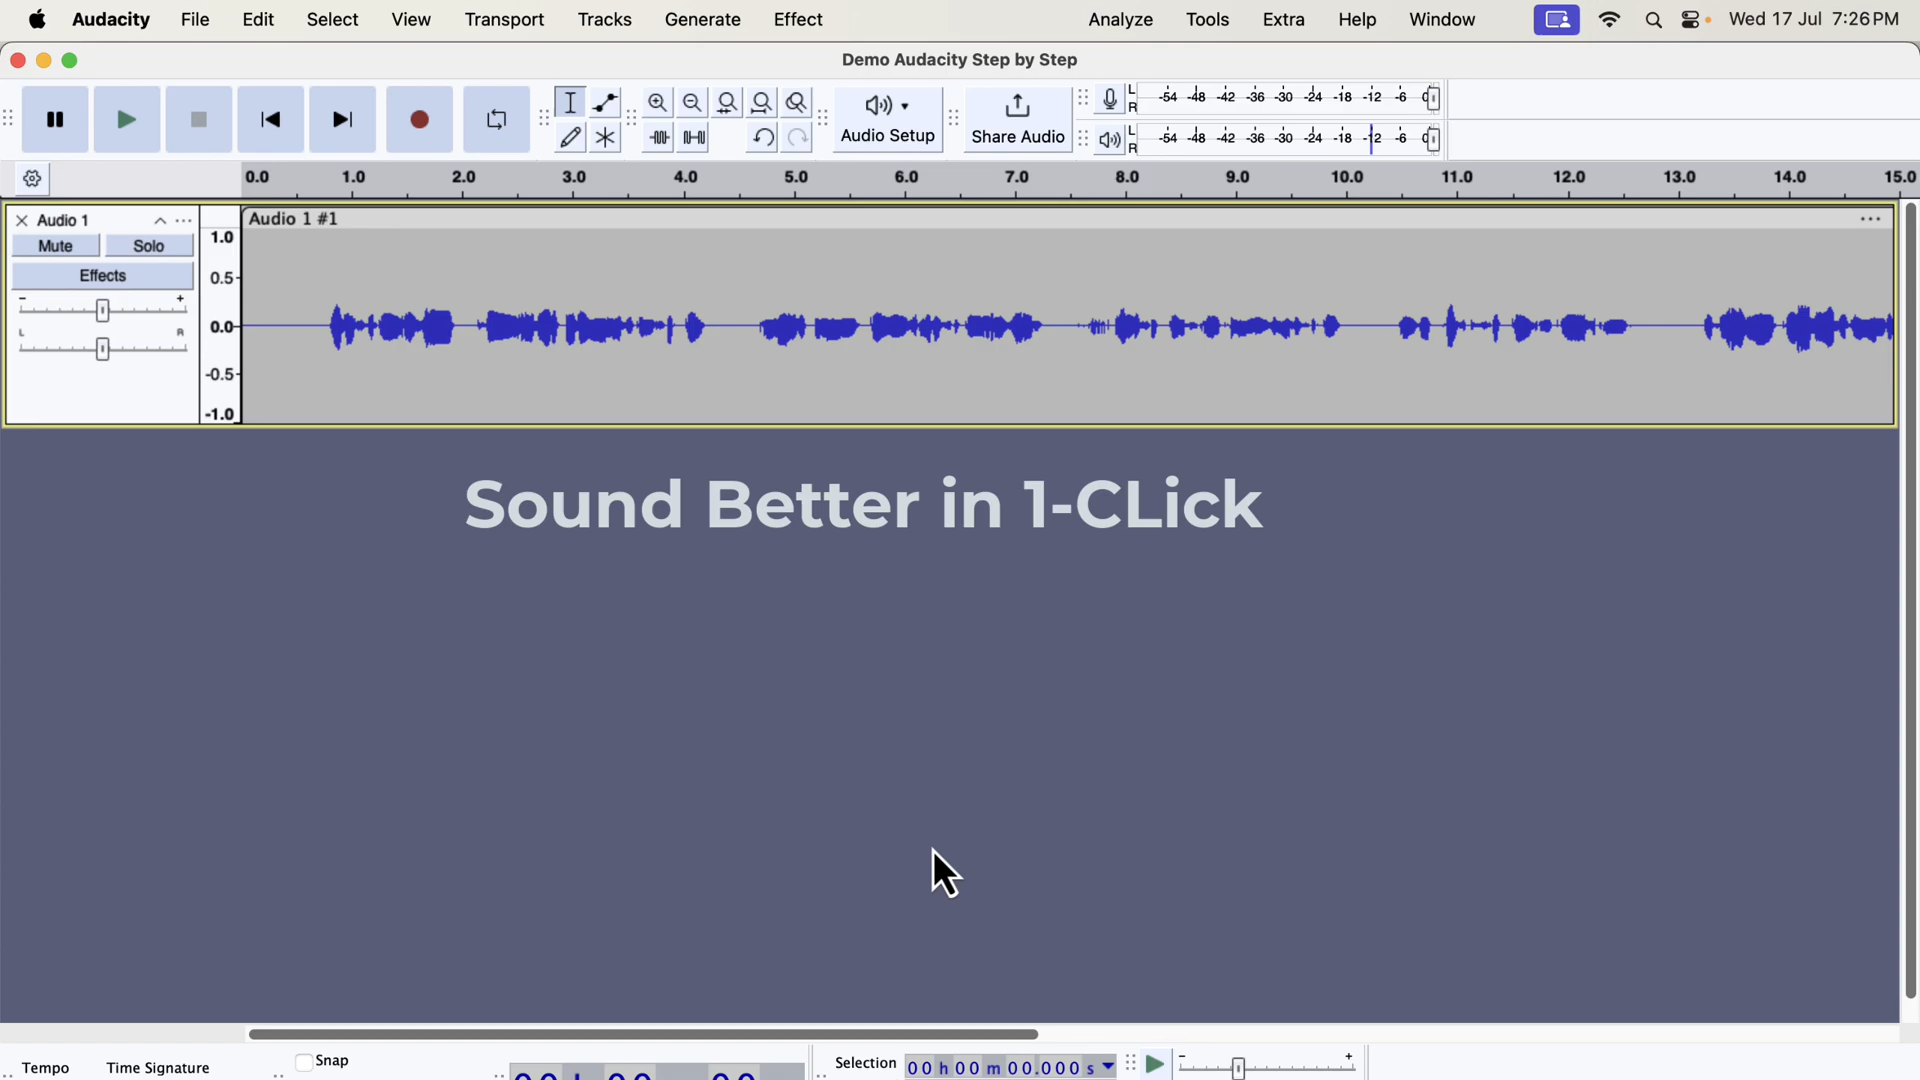 Audacity File Edit Select View Transport Tracks Generate Effect Analyze Tools Extra Help Window Wed 17 Jul 7:26 PM
Demo Audacity Step by Step
L -54 -48 -42 -36 -30 -24 -18 -12 -6 0
R
Audio Setup Share Audio
L -54 -48 -42 -36 -30 -24 -18 -12 -6 0
R
0.0 1.0 2.0 3.0 4.0 5.0 6.0 7.0 8.0 9.0 10.0 11.0 12.0 13.0 14.0 15.0
Audio 1 ... Audio 1 #1 ...
Mute Solo
Effects
- +
L R
1.0
0.5
0.0
-0.5
-1.0
Sound Better in 1-CLick
Tempo Time Signature Snap
Selection 00 h 00 m 00.000 s - +